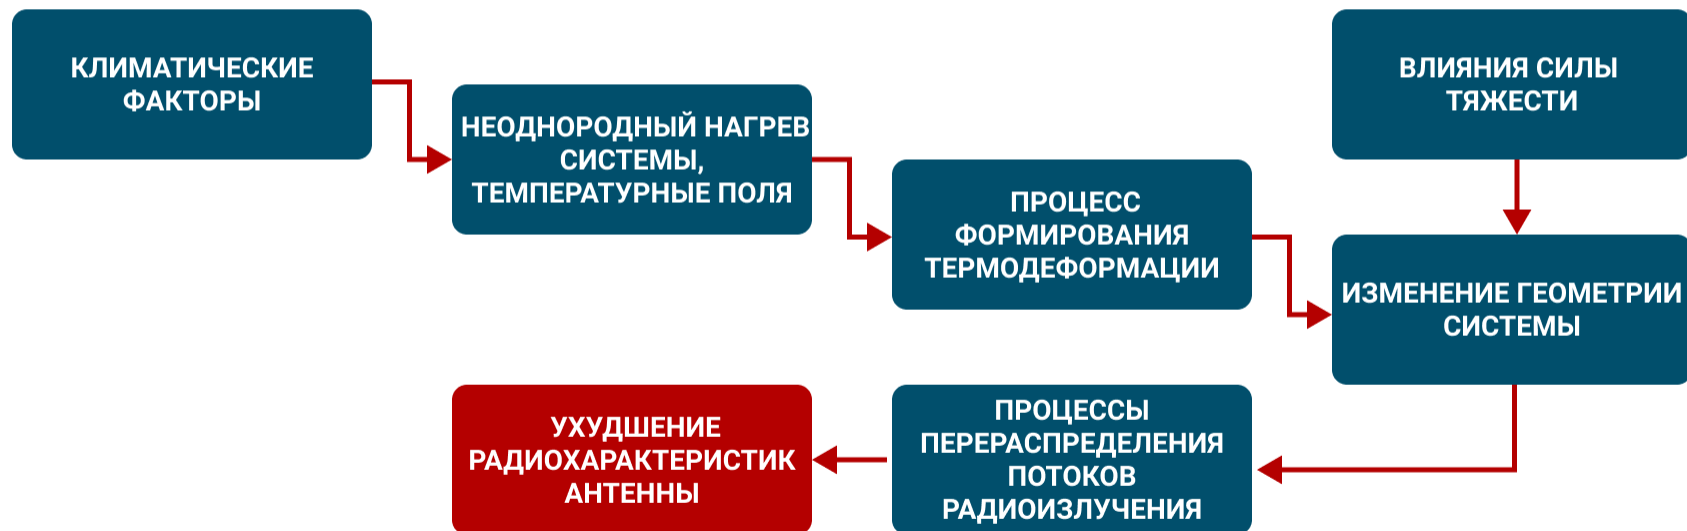 КЛИМАТИЧЕСКИЕ
ФАКТОРЫ
НЕОДНОРОДНЫЙ НАГРЕВ
СИСТЕМЫ,
ТЕМПЕРАТУРНЫЕ ПОЛЯ
ПРОЦЕСС
ФОРМИРОВАНИЯ
ТЕРМОДЕФОРМАЦИИ
ВЛИЯНИЯ СИЛЫ
ТЯЖЕСТИ
ИЗМЕНЕНИЕ ГЕОМЕТРИИ
СИСТЕМЫ
ПРОЦЕССЫ
ПЕРЕРАСПРЕДЕЛЕНИЯ
ПОТОКОВ
РАДИОИЗЛУЧЕНИЯ
УХУДШЕНИЕ
РАДИОХАРАКТЕРИСТИК
АНТЕННЫ